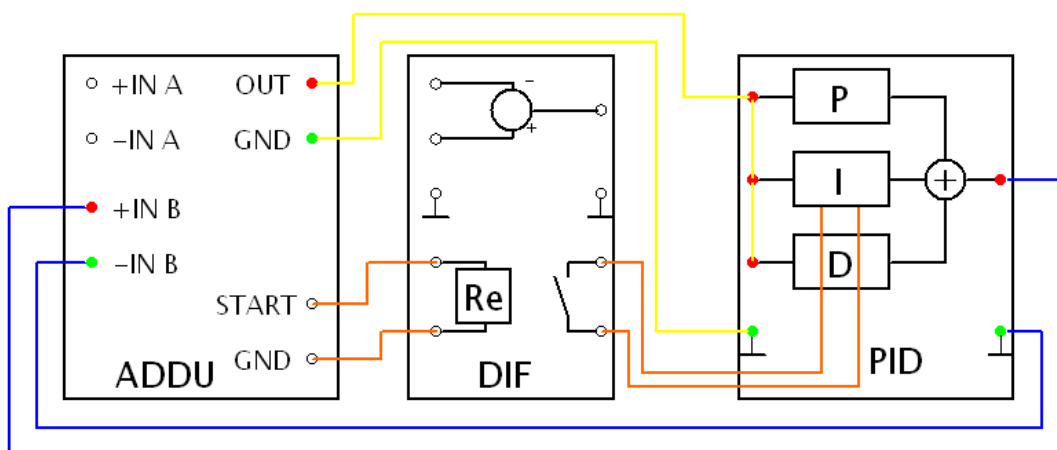 +IN A
OUT
−IN A
GND
+IN B
−IN B
START
GND
ADDU
−
+
Re
DIF
P
I
+
D
PID